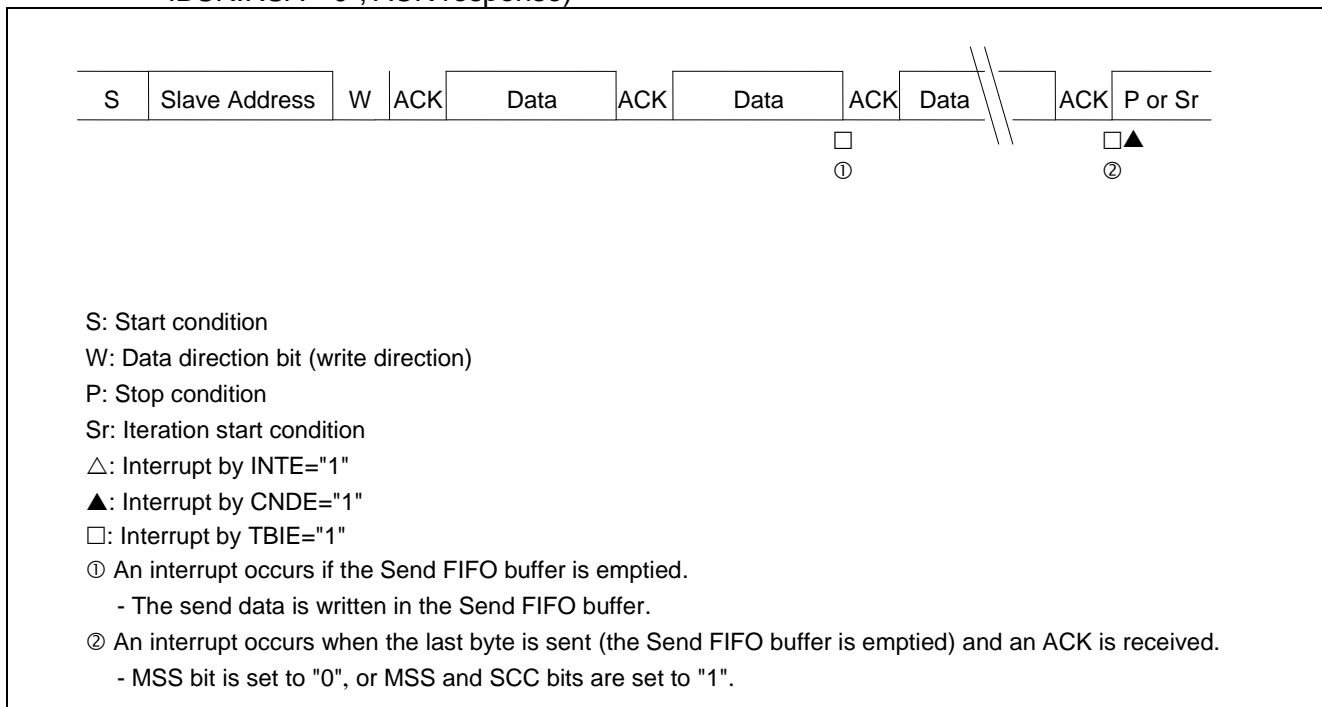 S Slave Address W ACK Data ACK Data ACK Data ACK P or Sr
□ □▲
① ②
S: Start condition
W: Data direction bit (write direction)
P: Stop condition
Sr: Iteration start condition
△: Interrupt by INTE="1"
▲: Interrupt by CNDE="1"
□: Interrupt by TBIE="1"
① An interrupt occurs if the Send FIFO buffer is emptied.
- The send data is written in the Send FIFO buffer.
② An interrupt occurs when the last byte is sent (the Send FIFO buffer is emptied) and an ACK is received.
- MSS bit is set to "0", or MSS and SCC bits are set to "1".